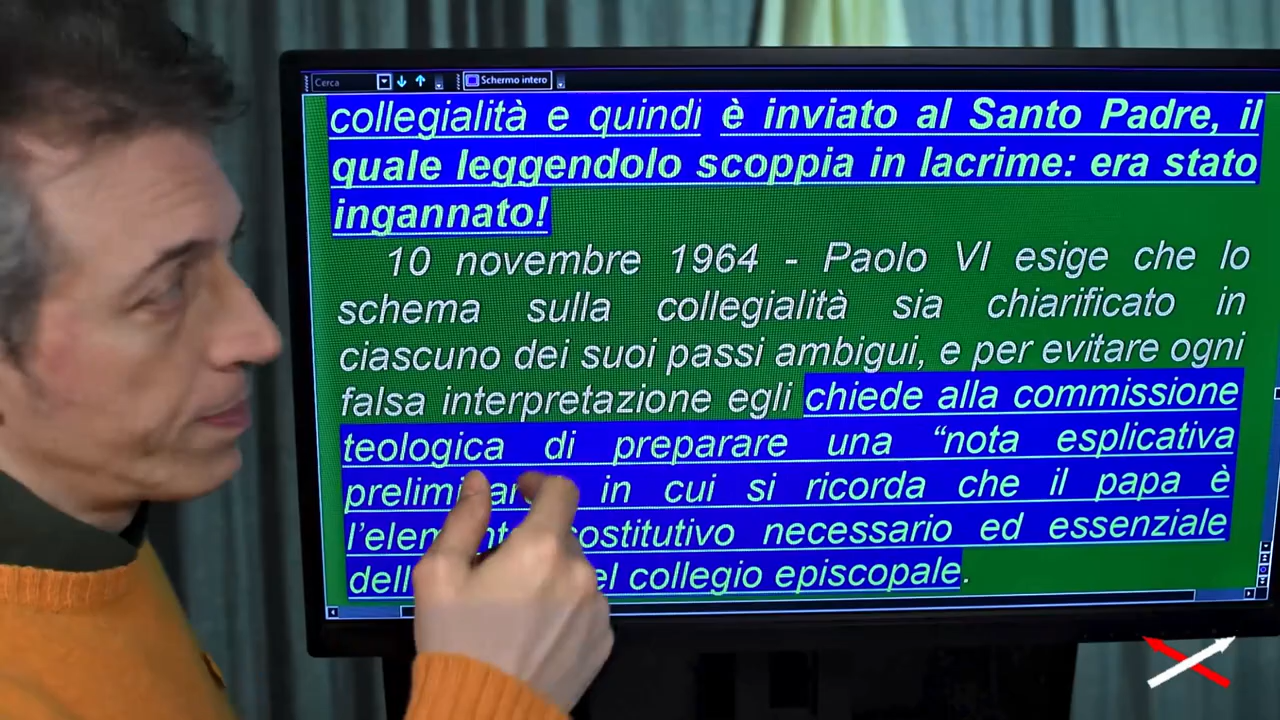 Cerca
Schermo intero
collegialità e quindi è inviato al Santo Padre, il
quale leggendolo scoppia in lacrime: era stato
ingannato!
10 novembre 1964 - Paolo VI esige che lo
schema sulla collegialità sia chiarificato in
ciascuno dei suoi passi ambigui, e per evitare ogni
falsa interpretazione egli chiede alla commissione
teologica di preparare una “nota esplicativa
in cui si ricorda che il papa è
necessario ed essenziale
collegio episcopale.